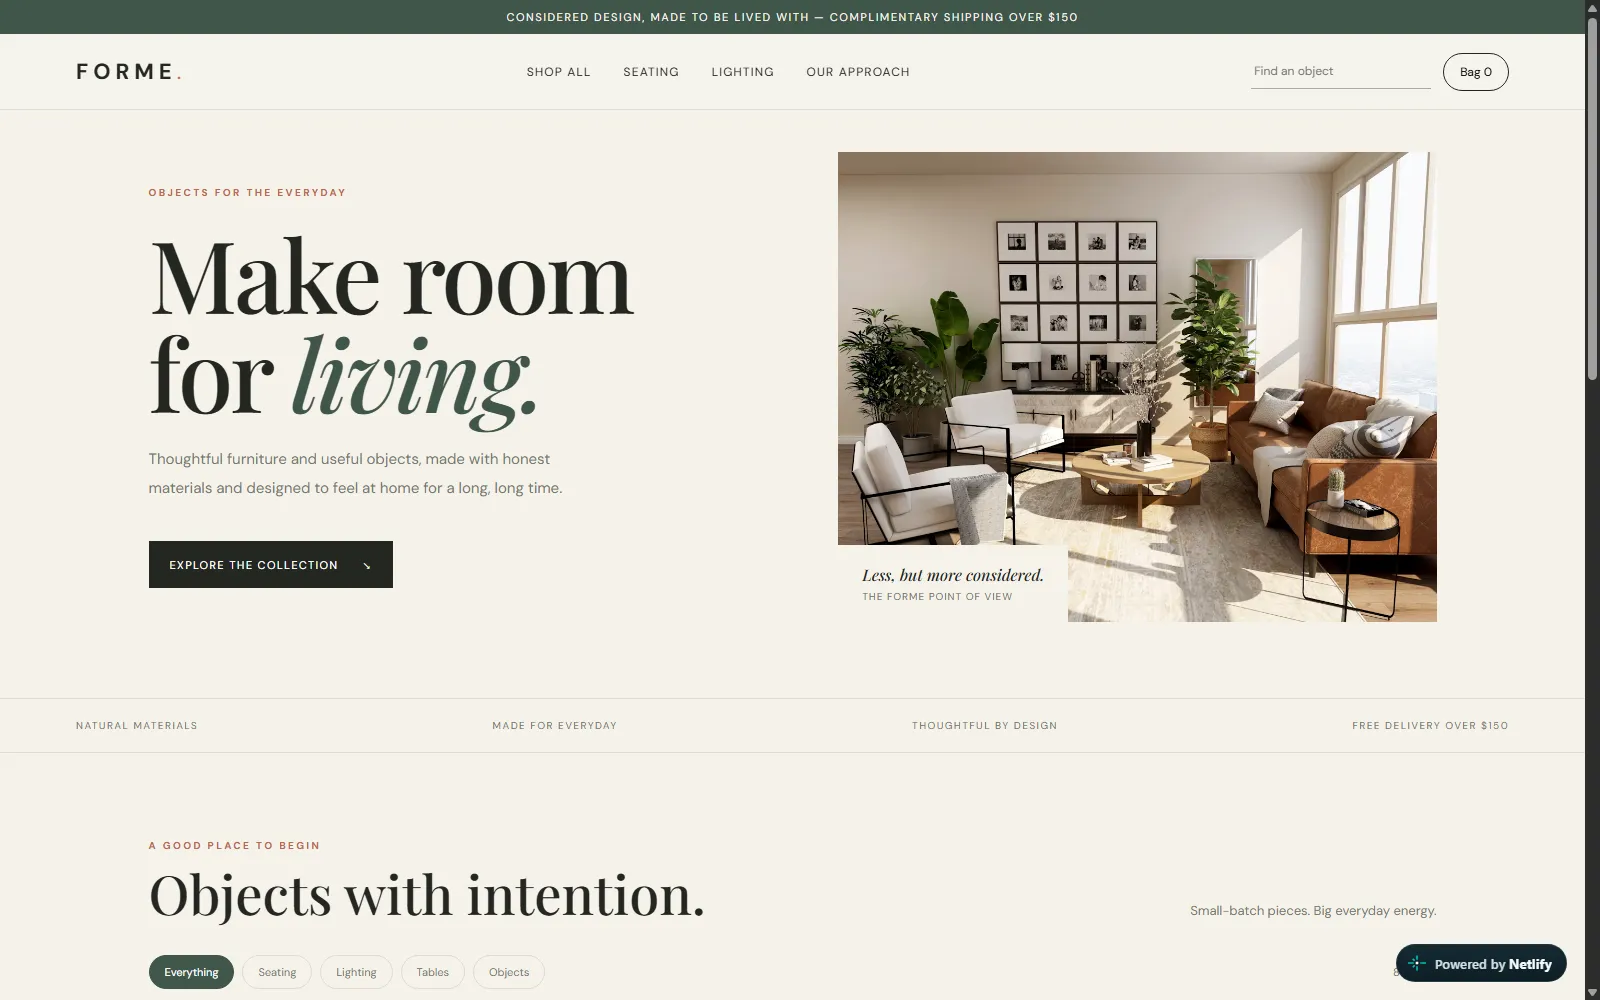 CONSIDERED DESIGN, MADE TO BE LIVED WITH — COMPLIMENTARY SHIPPING OVER $150
FORME.
SHOP ALL
SEATING
LIGHTING
OUR APPROACH
Find an object
Bag 0
OBJECTS FOR THE EVERYDAY
Make room
for living.
Thoughtful furniture and useful objects, made with honest
materials and designed to feel at home for a long, long time.
EXPLORE THE COLLECTION ↘
Less, but more considered.
THE FORME POINT OF VIEW
NATURAL MATERIALS
MADE FOR EVERYDAY
THOUGHTFUL BY DESIGN
FREE DELIVERY OVER $150
A GOOD PLACE TO BEGIN
Objects with intention.
Small-batch pieces. Big everyday energy.
Everything
Seating
Lighting
Tables
Objects
Powered by Netlify